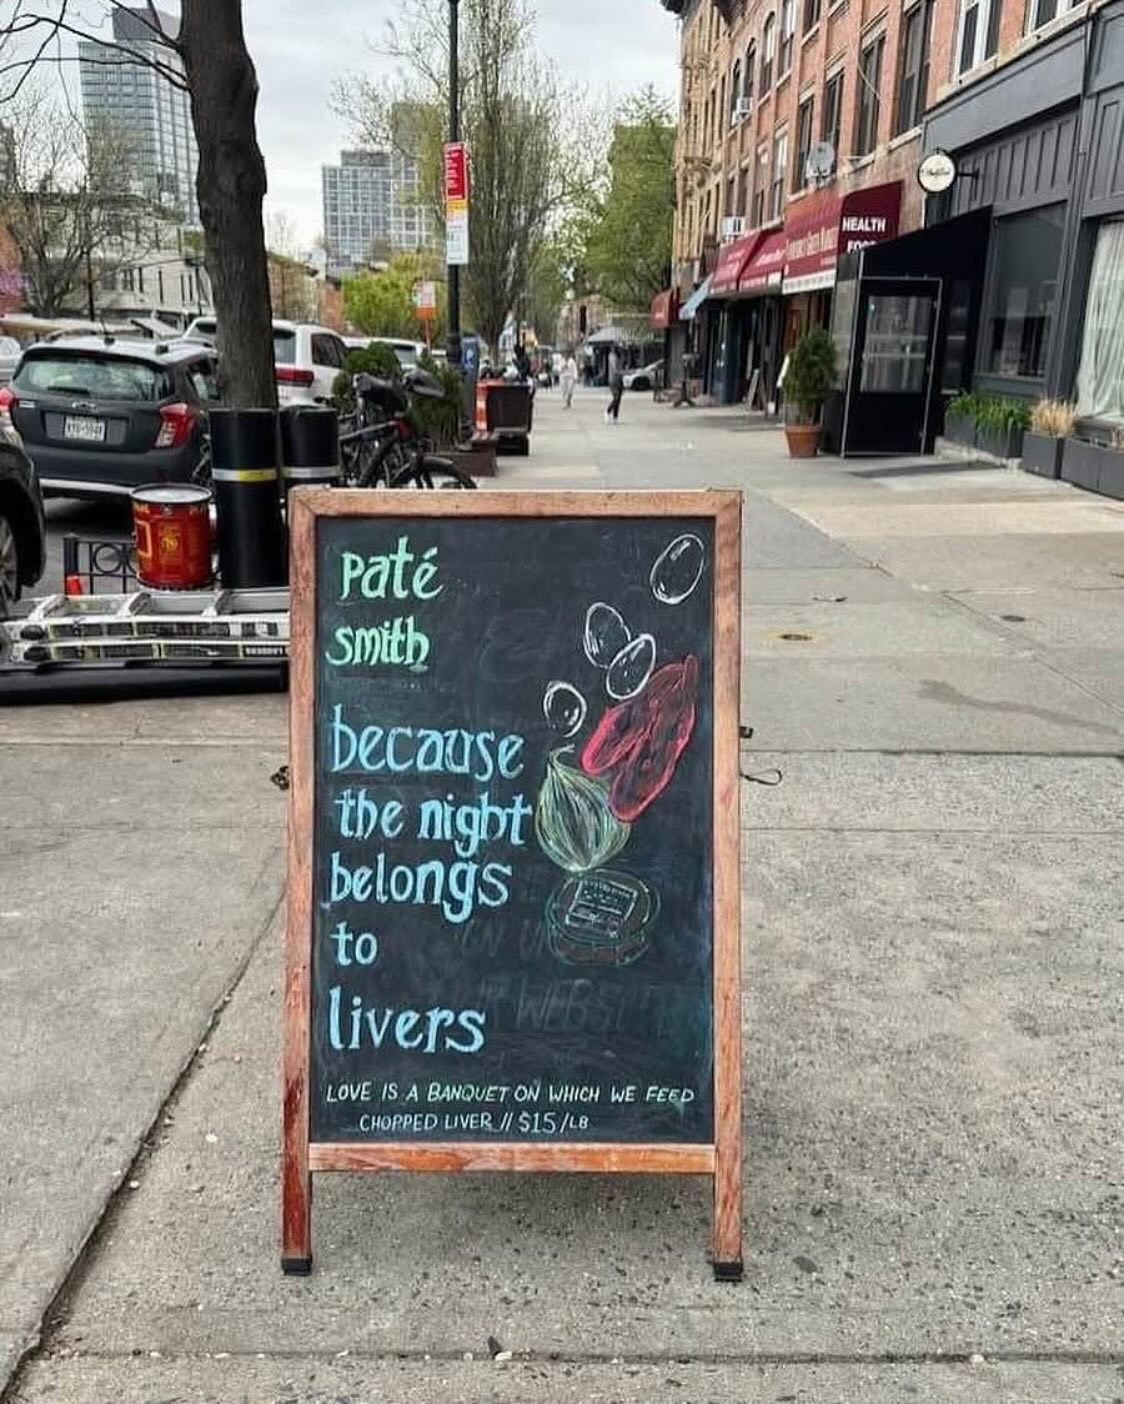 HEALTH
paté
smith
because
the night
belongs
to
livers
LOVE IS A BANQUET ON WHICH WE FEED
CHOPPED LIVER // $15/LB